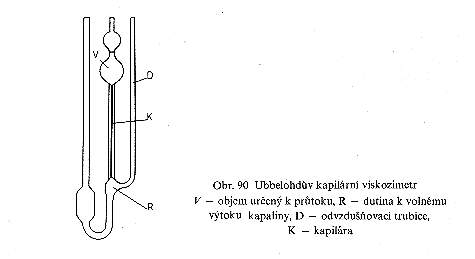 V
D
K
R
Obr. 90 Ubbelohdův kapilární viskozimetr
V — objem určený k průtoku, R — dutina k volnému
výtoku kapaliny, D — odvzdušňovací trubice,
K — kapilára